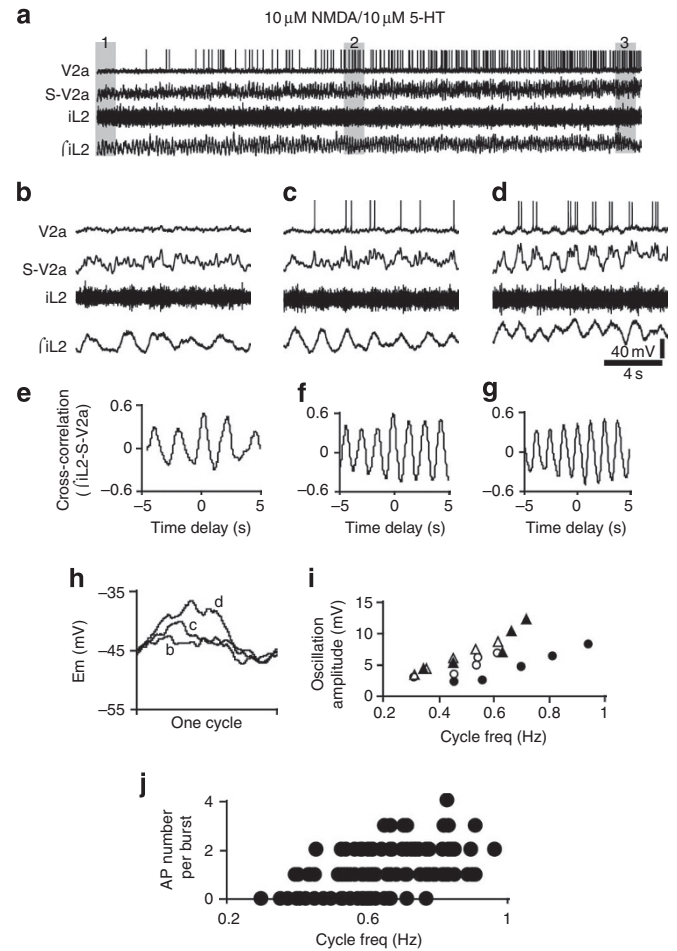 a
10 µM NMDA/10 µM 5-HT
1 2 3
V2a
S-V2a
iL2
∫iL2
b c d
V2a
S-V2a
iL2
∫iL2
40 mV
4 s
e f g
Cross-correlation
(∫iL2-S-V2a)
0.6
0
–0.6
–5 0 5
Time delay (s)
0.6
0
–0.6
–5 0 5
Time delay (s)
0.6
0
–0.6
–5 0 5
Time delay (s)
h
Em (mV)
–35
–45
–55
d
c
b
One cycle
i
Oscillation
amplitude (mV)
15
10
5
0
0.2 0.4 0.6 0.8 1
Cycle freq (Hz)
j
AP number
per burst
4
2
0
0.2 0.6 1
Cycle freq (Hz)